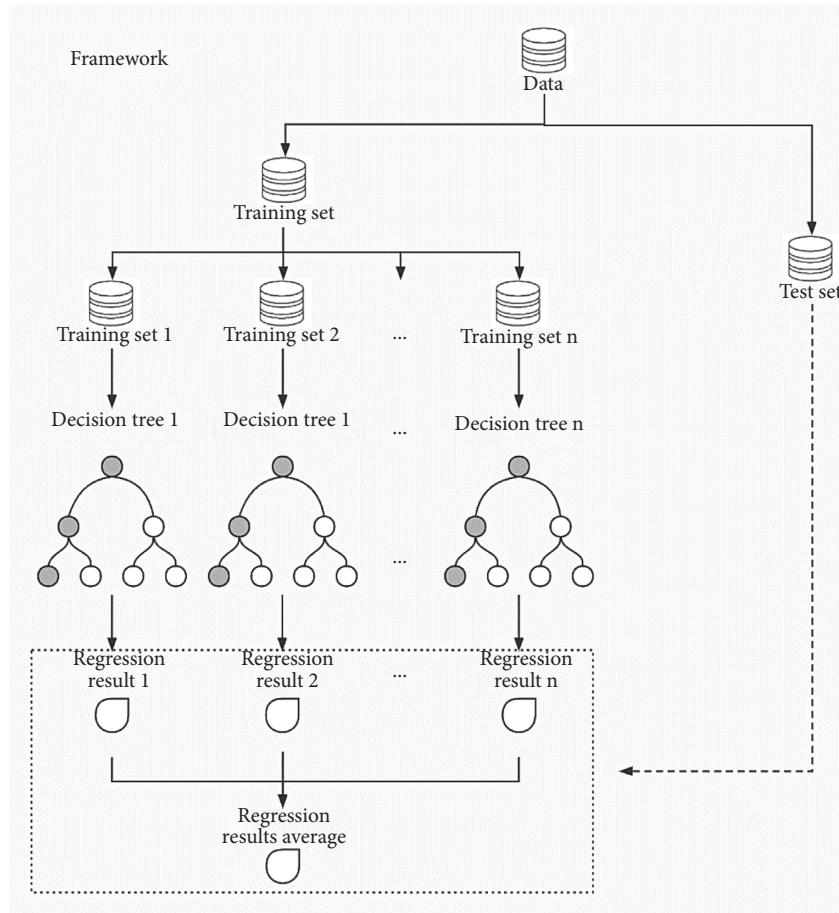 Framework
Data
Training set
Test set
Training set 1
Training set 2
...
Training set n
Decision tree 1
Decision tree 1
...
Decision tree n
...
Regression
result 1
Regression
result 2
...
Regression
result n
Regression
results average